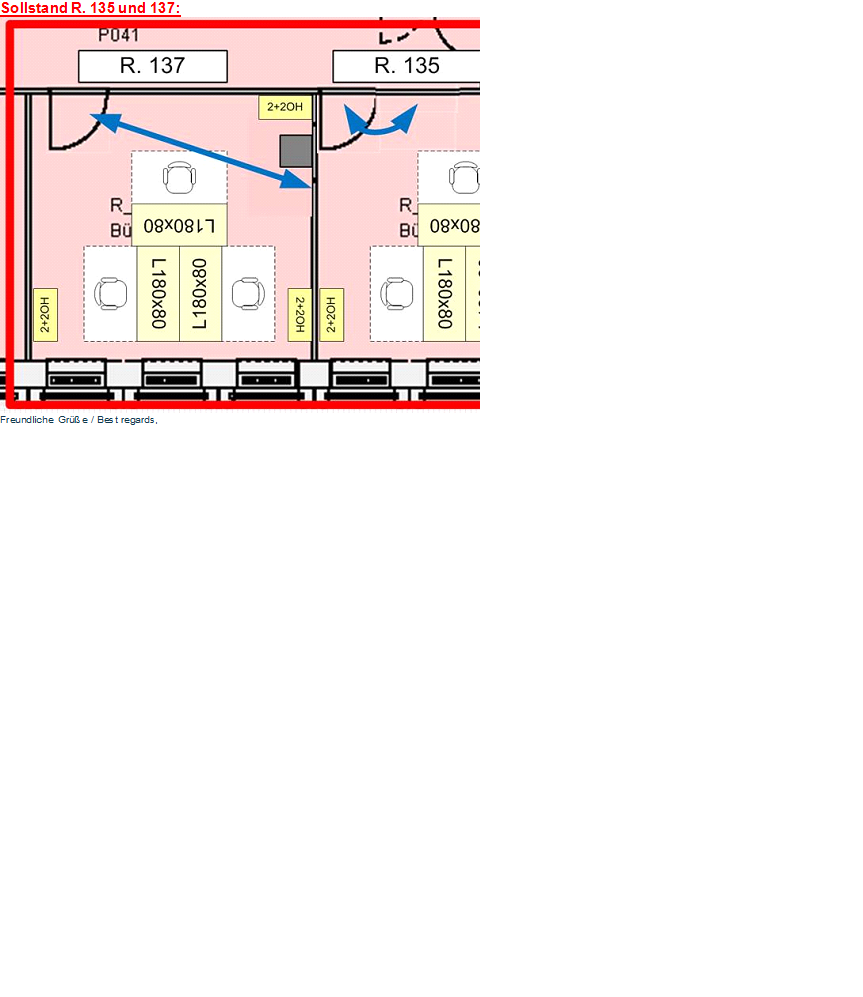 Sollstand R. 135 und 137:
P041
R. 137
R. 135
2+2OH
R_
Bü
L180x80
L180x80
L180x80
2+2OH
2+2OH
R_
Bü
80x08
L180x80
2+2OH
Freundliche Grüße / Best regards,